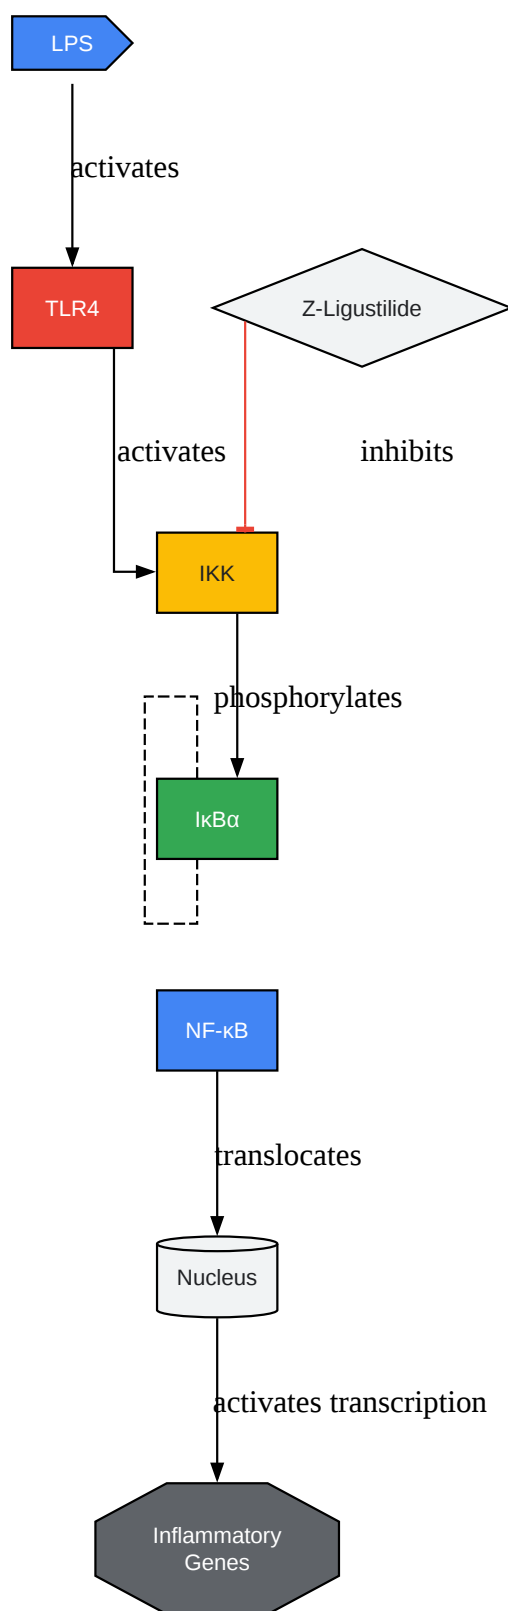 LPS
activates
TLR4
Z-Ligustilide
activates
inhibits
IKK
phosphorylates
IκBα
NF-κB
translocates
Nucleus
activates transcription
Inflammatory
Genes